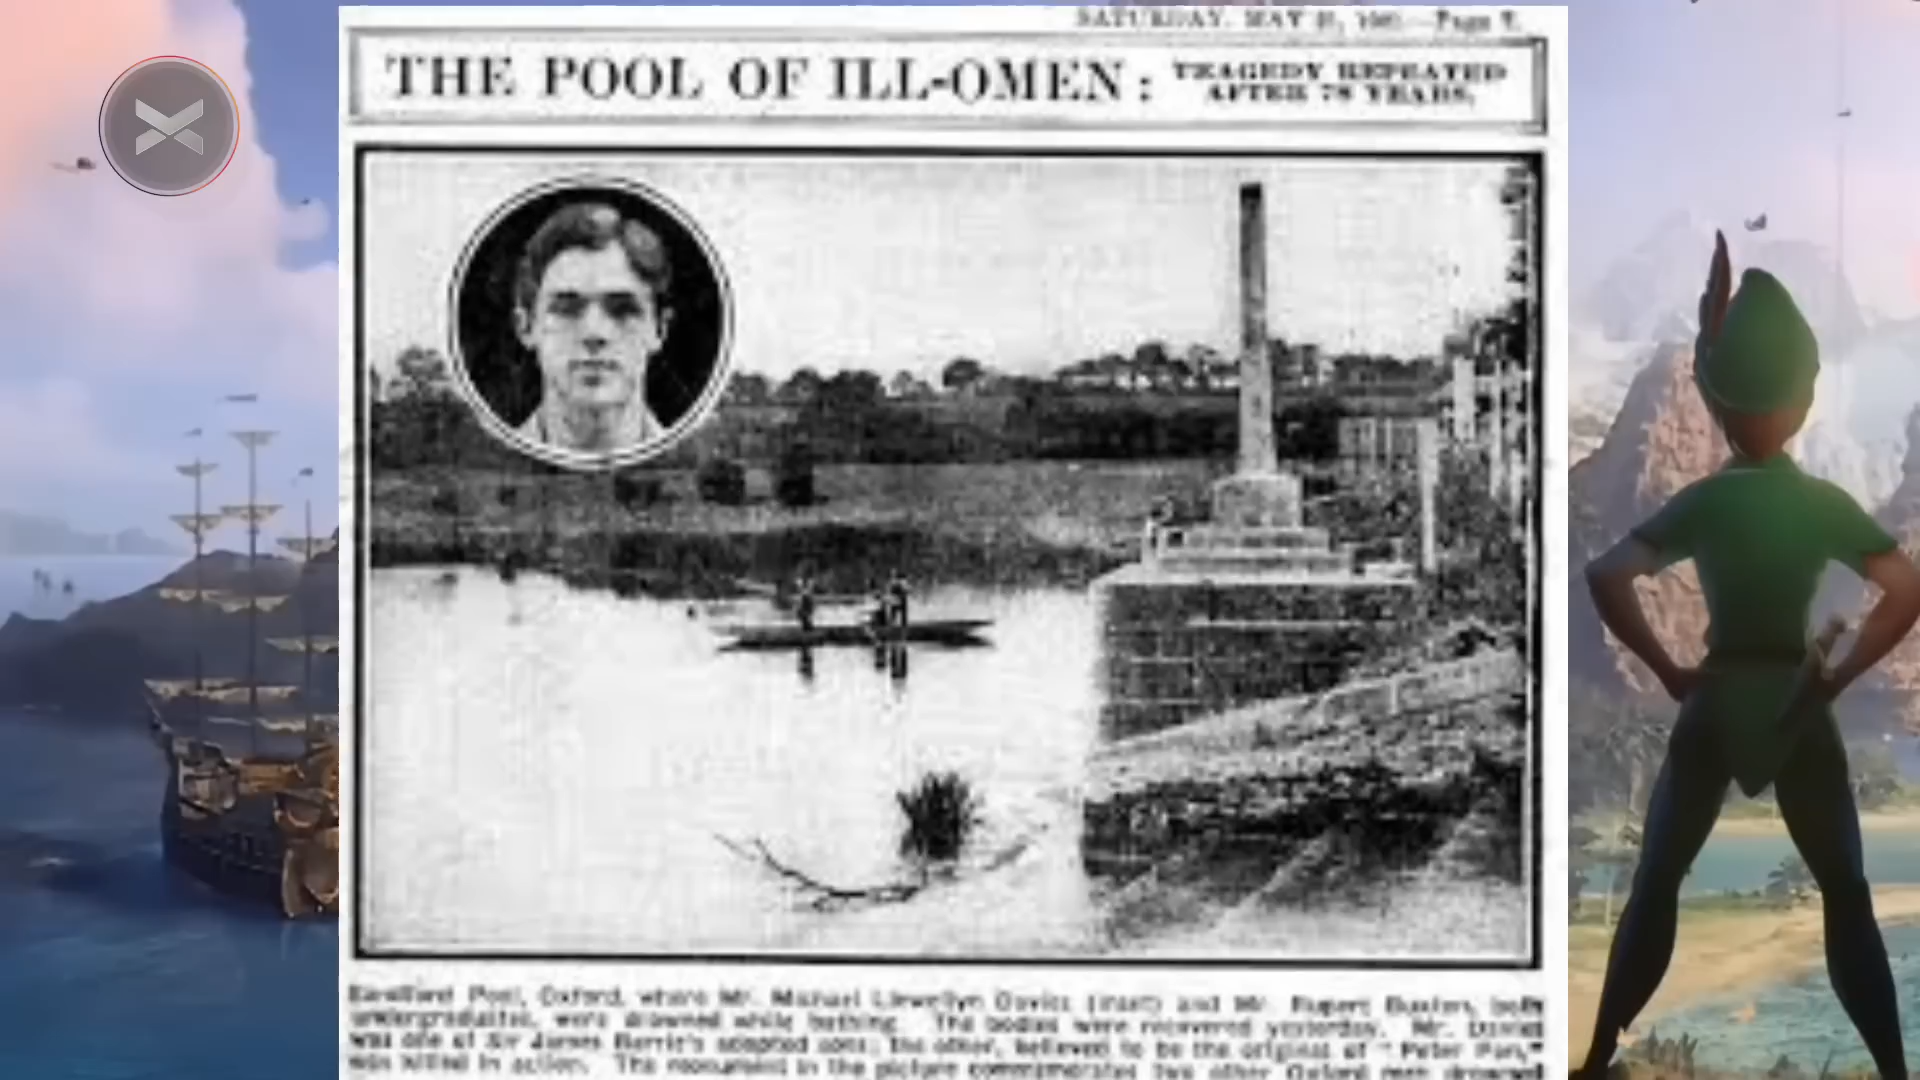 SATURDAY, MAY 21, 1921.—Page 7.
THE POOL OF ILL-OMEN: TRAGEDY REPEATED
AFTER 78 YEARS.
Sandford Pool, Oxford, where Mr. Michael Llewellyn Davies (inset) and Mr. Rupert Buxton, both
undergraduates, were drowned while bathing. The bodies were recovered yesterday. Mr. Davies
was one of Sir James Barrie's adopted sons; the other, believed to be the original of "Peter Pan,"
was killed in action. The monument in the picture commemorates two other Oxford men drowned